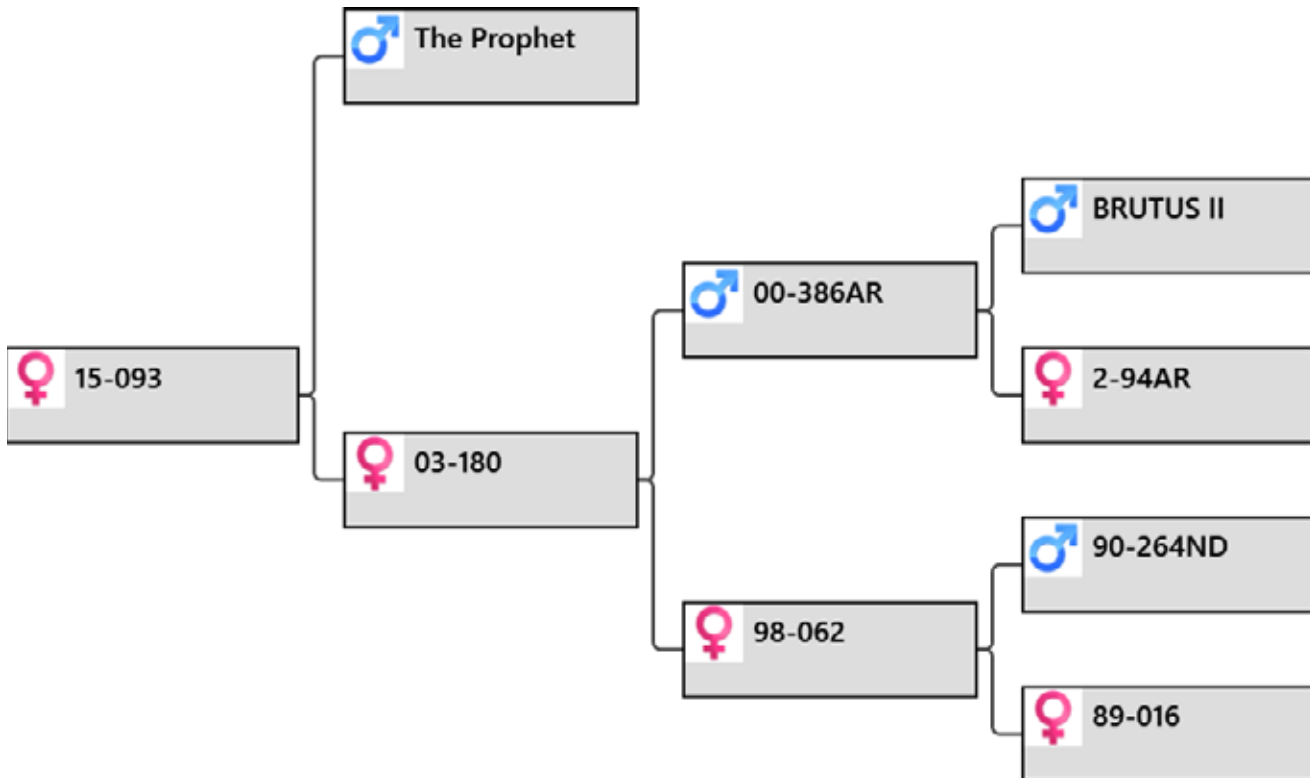 The Prophet
BRUTUS II
00-386AR
15-093
2-94AR
03-180
90-264ND
98-062
89-016